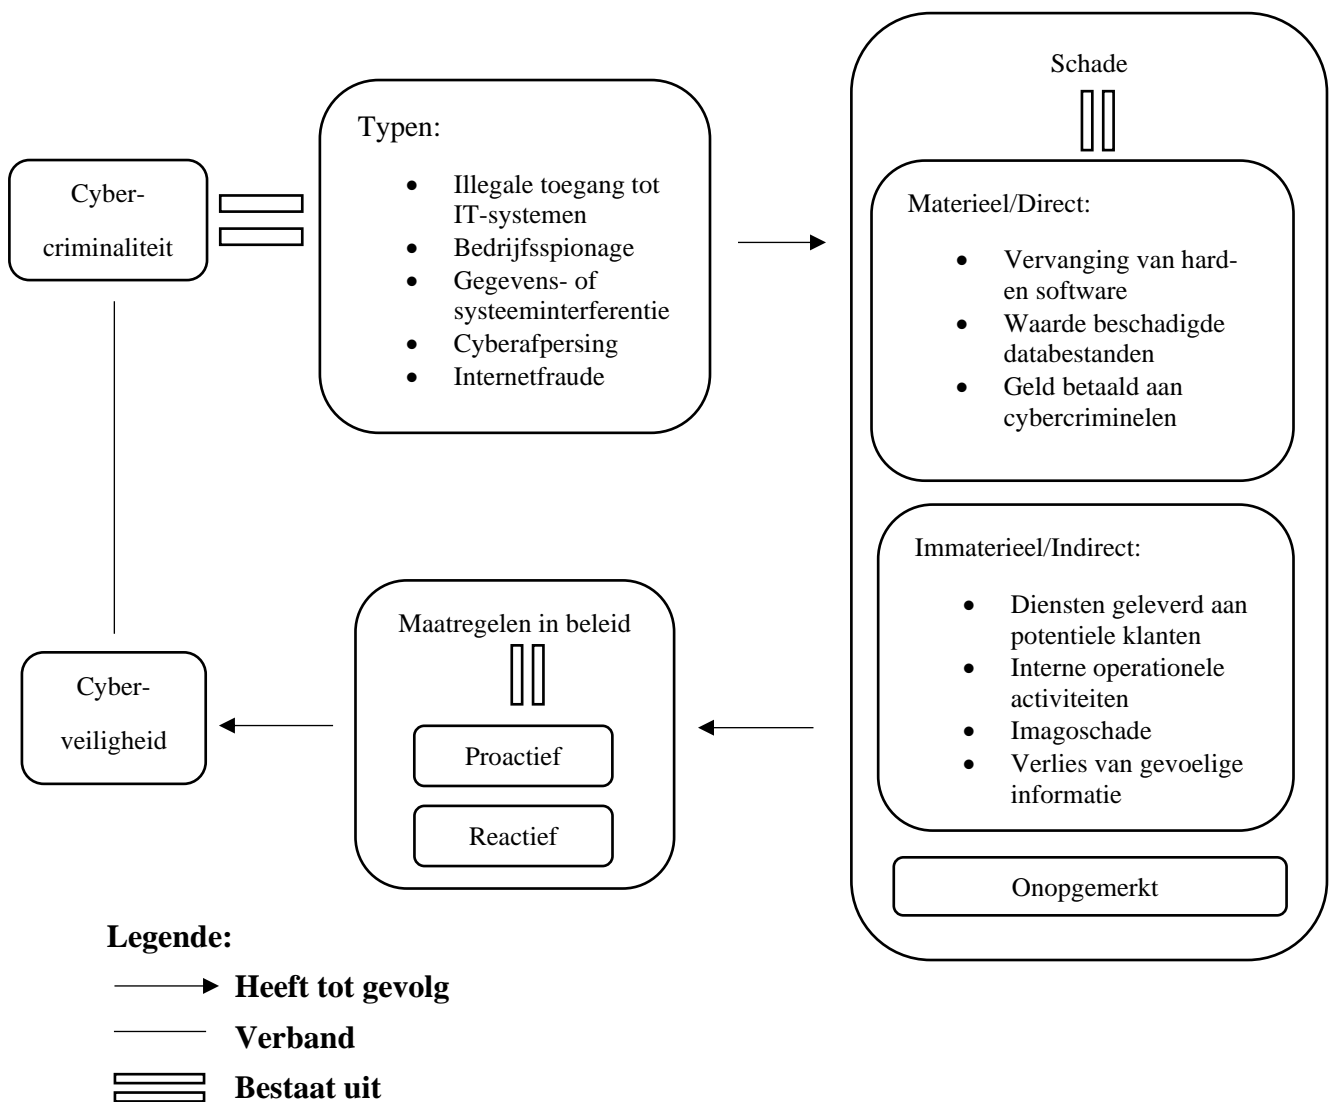 Cyber-
criminaliteit
Typen:
• Illegale toegang tot
IT-systemen
• Bedrijfsspionage
• Gegevens- of
systeeminterferentie
• Cyberafpersing
• Internetfraude
Schade
Materieel/Direct:
• Vervanging van hard-
en software
• Waarde beschadigde
databestanden
• Geld betaald aan
cybercriminelen
Immaterieel/Indirect:
• Diensten geleverd aan
potentiele klanten
• Interne operationele
activiteiten
• Imagoschade
• Verlies van gevoelige
informatie
Onopgemerkt
Maatregelen in beleid
Proactief
Reactief
Cyber-
veiligheid
Legende:
Heeft tot gevolg
Verband
Bestaat uit